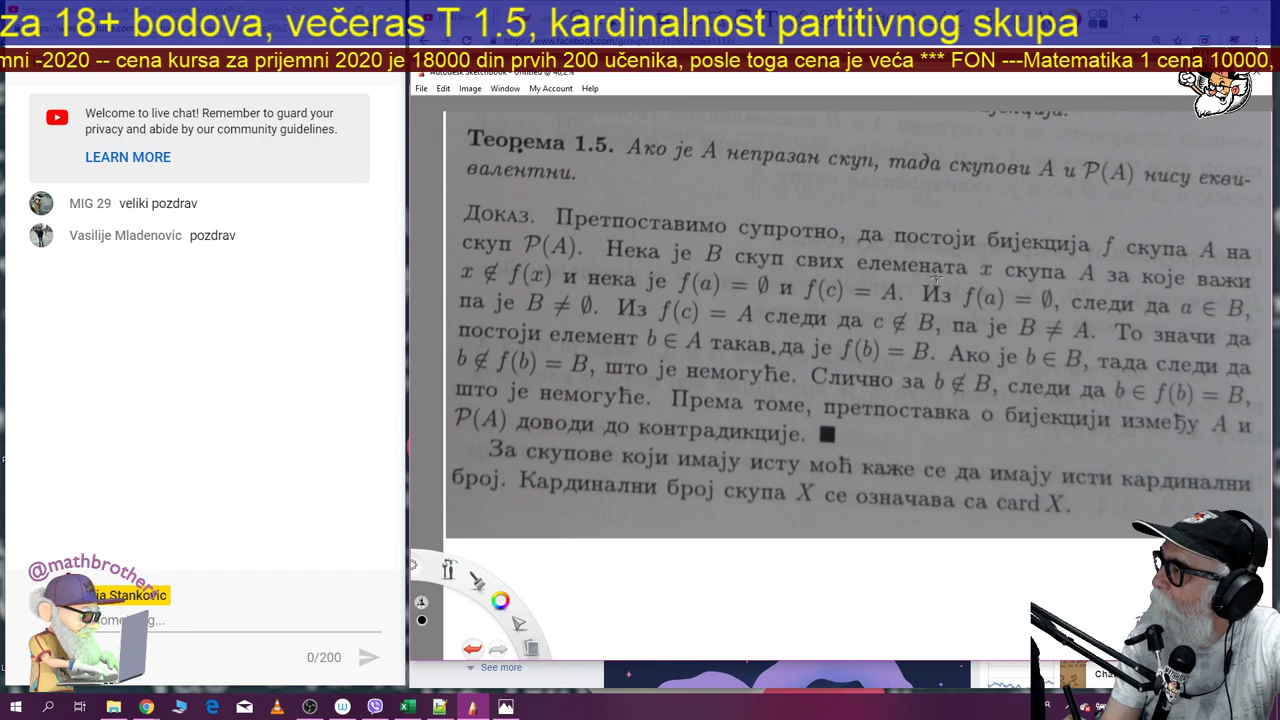 za 18+ bodova, večeras T 1.5, kardinalnost partitivnog skupa
mni -2020 -- cena kursa za prijemni 2020 je 18000 din prvih 200 učenika, posle toga cena je veća *** FON ---Matematika 1 cena 10000,
Welcome to live chat! Remember to guard your
privacy and abide by our community guidelines.
LEARN MORE
MIG 29 veliki pozdrav
Vasilije Mladenovic pozdrav
@mathbrothers
Stankovic
0/200
File Edit Image Window My Account Help
Теорема 1.5. Ако је A непразан скуп, тада скупови A и P(A) нису екви-
валентни.
Доказ. Претпоставимо супротно, да постоји бијекција f скупа A на
скуп P(A). Нека је B скуп свих елемената x скупа A за које важи
x ∉ f(x) и нека је f(a) = ∅ и f(c) = A. Из f(a) = ∅, следи да a ∈ B,
па је B ≠ ∅. Из f(c) = A следи да c ∉ B, па је B ≠ A. То значи да
постоји елемент b ∈ A такав да је f(b) = B. Ако је b ∈ B, тада следи да
b ∉ f(b) = B, што је немогуће. Слично за b ∉ B, следи да b ∈ f(b) = B,
што је немогуће. Према томе, претпоставка о бијекцији између A и
P(A) доводи до контрадикције. ■
За скупове који имају исту моћ каже се да имају исти кардинални
број. Кардинални број скупа X се означава са card X.
See more